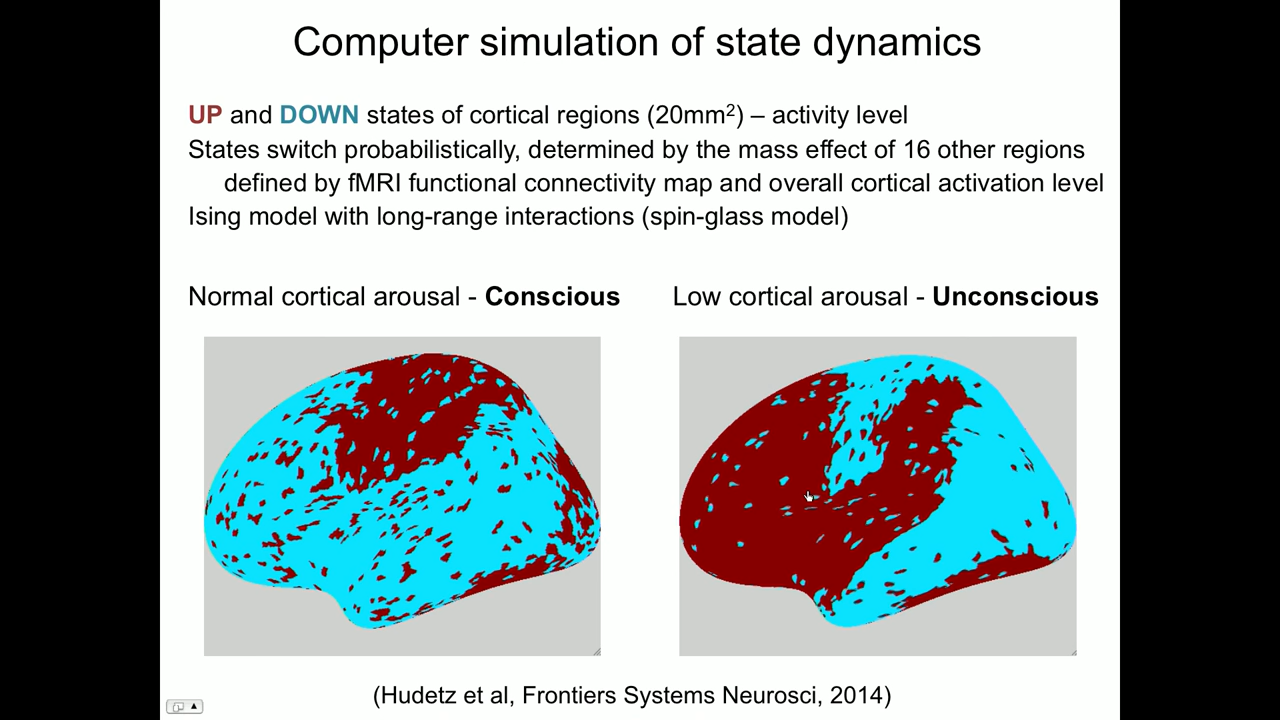 Computer simulation of state dynamics
UP and DOWN states of cortical regions (20mm²) – activity level
States switch probabilistically, determined by the mass effect of 16 other regions
defined by fMRI functional connectivity map and overall cortical activation level
Ising model with long-range interactions (spin-glass model)
Normal cortical arousal - Conscious
Low cortical arousal - Unconscious
(Hudetz et al, Frontiers Systems Neurosci, 2014)